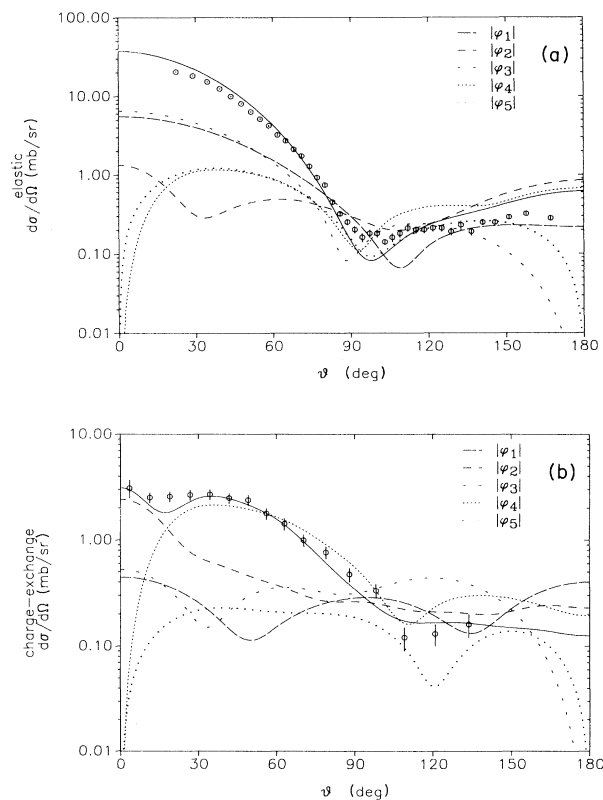 100.00
10.00
1.00
0.10
0.01
elastic
dσ/dΩ (mb/sr)
|φ₁|
|φ₂|
|φ₃|
|φ₄|
|φ₅|
(a)
0 30 60 90 120 150 180
ϑ (deg)
10.00
1.00
0.10
0.01
charge-exchange
dσ/dΩ (mb/sr)
|φ₁|
|φ₂|
|φ₃|
|φ₄|
|φ₅|
(b)
0 30 60 90 120 150 180
ϑ (deg)